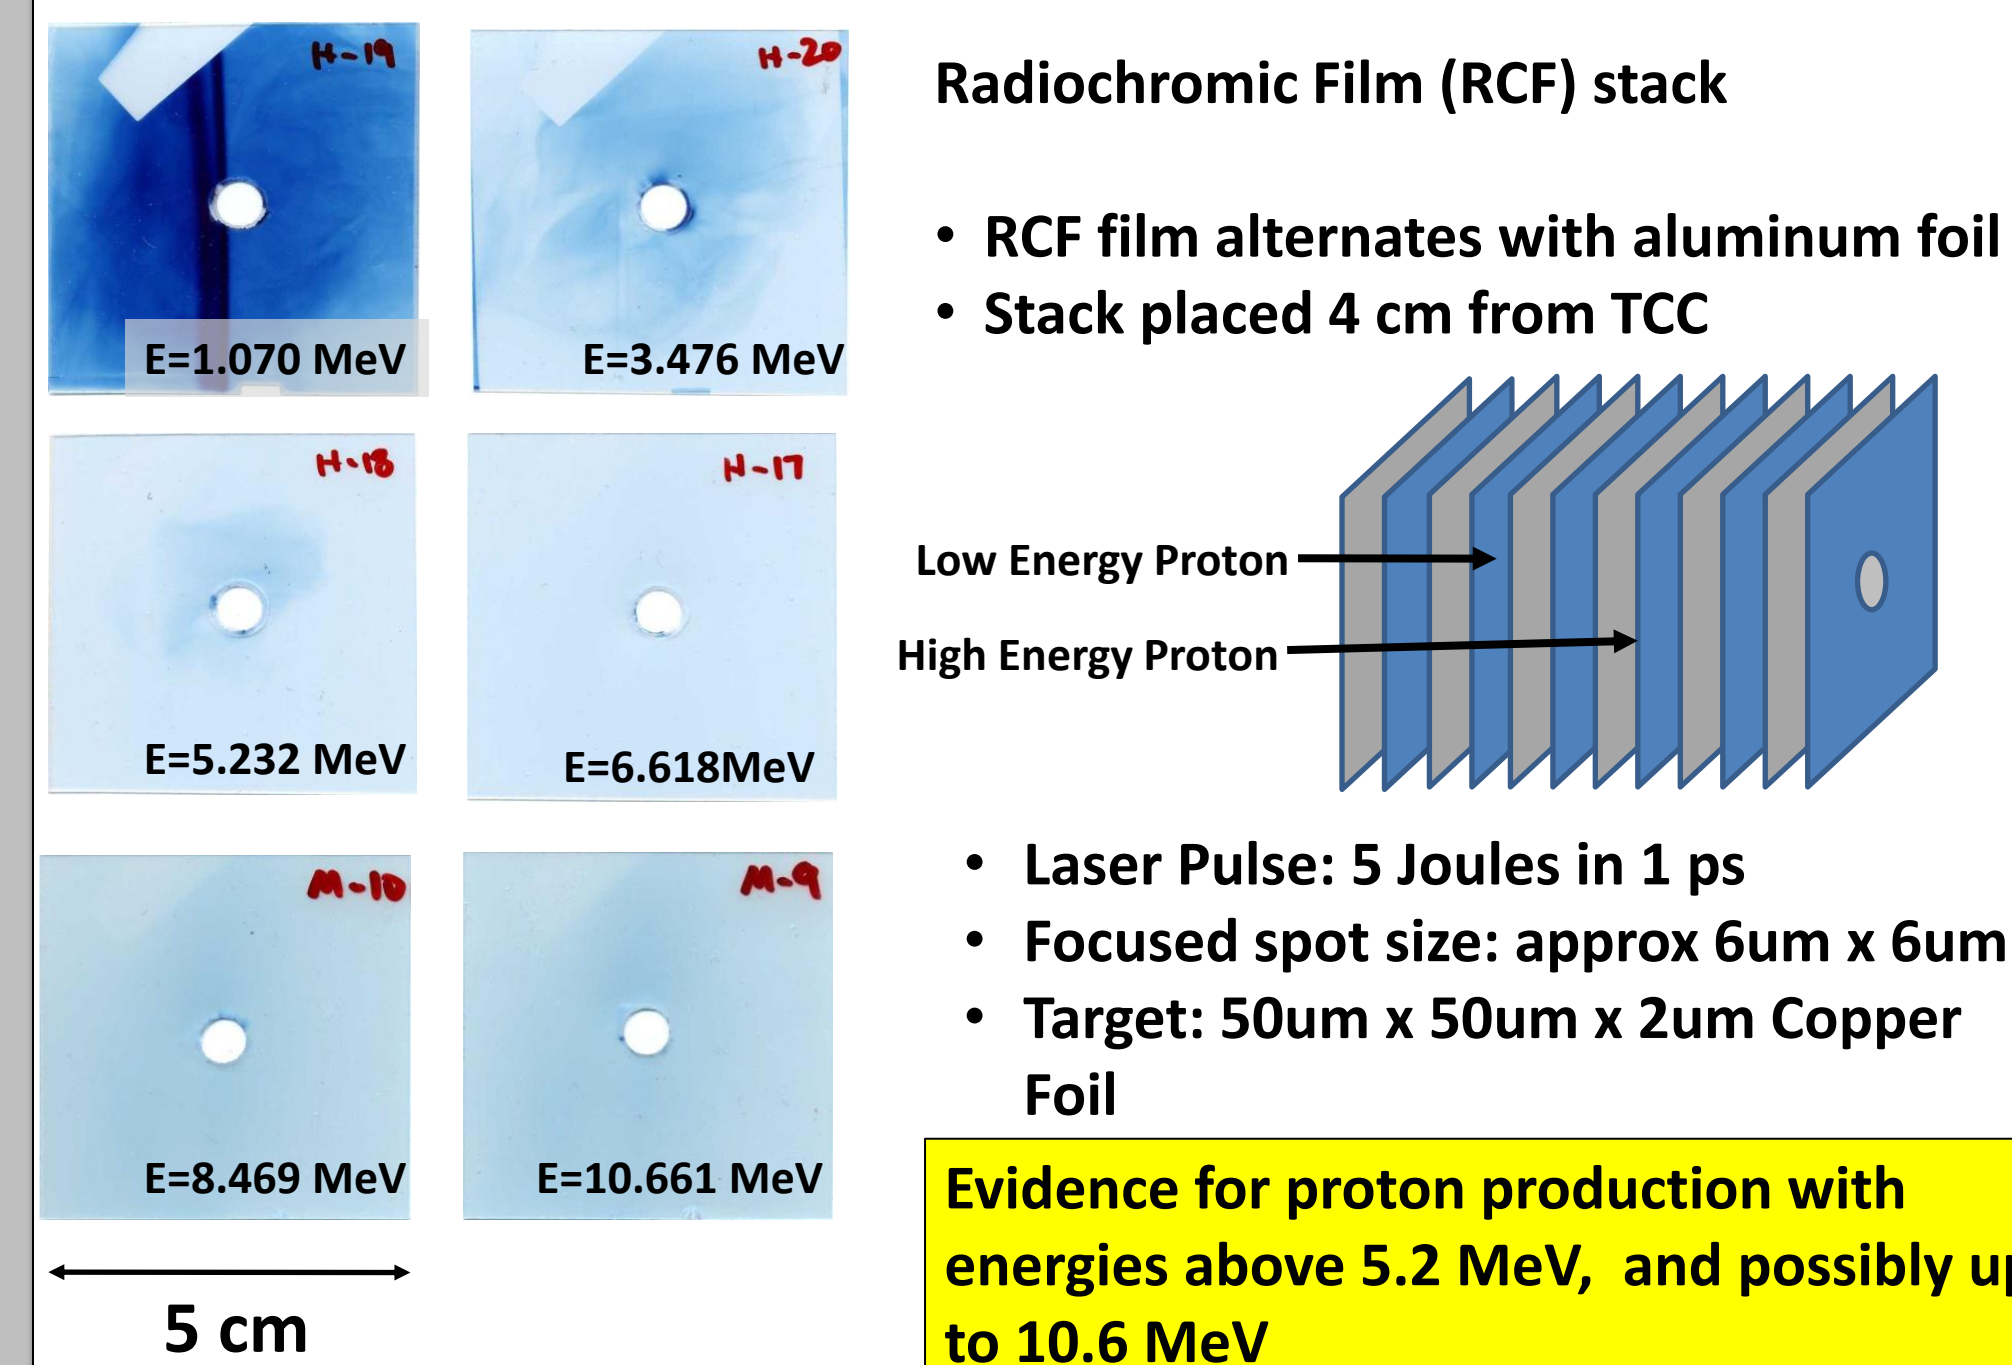 H-19
E=1.070 MeV
H-20
E=3.476 MeV
H-18
E=5.232 MeV
H-17
E=6.618MeV
M-10
E=8.469 MeV
M-9
E=10.661 MeV
5 cm
Radiochromic Film (RCF) stack
• RCF film alternates with aluminum foil
• Stack placed 4 cm from TCC
Low Energy Proton
High Energy Proton
• Laser Pulse: 5 Joules in 1 ps
• Focused spot size: approx 6um x 6um
• Target: 50um x 50um x 2um Copper
Foil
Evidence for proton production with
energies above 5.2 MeV, and possibly up
to 10.6 MeV